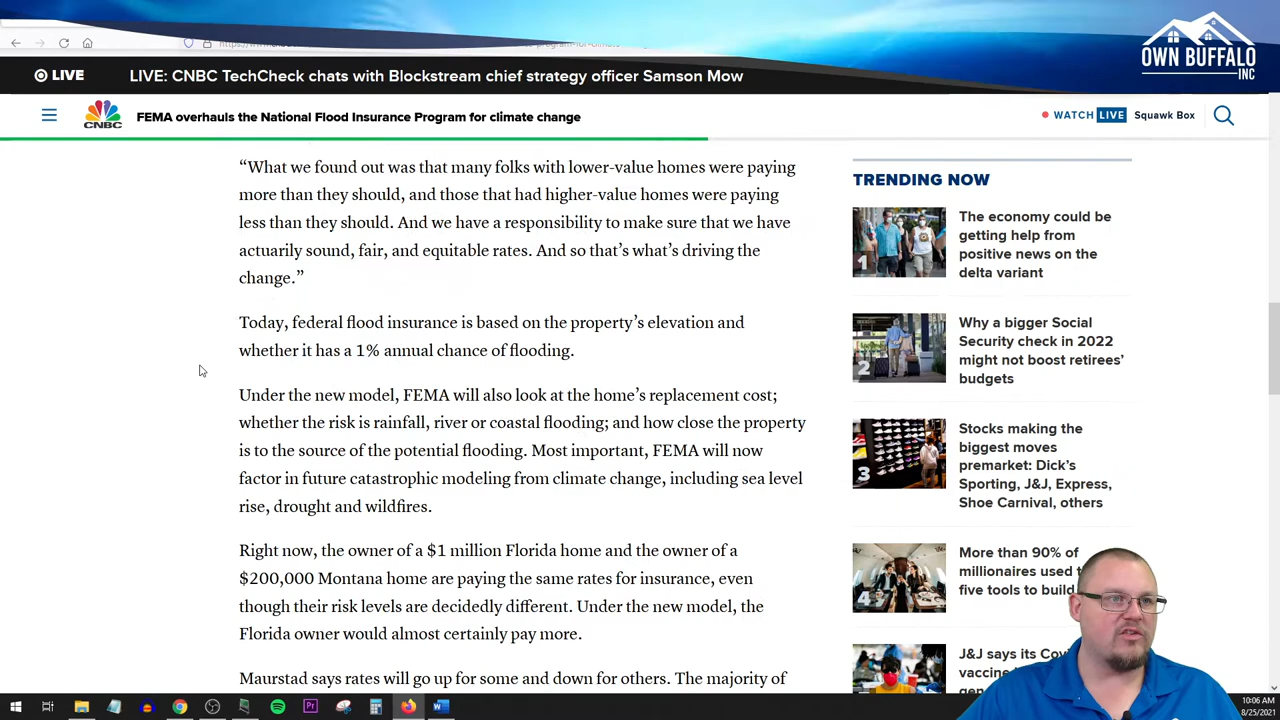 OWN BUFFALO
INC
LIVE
LIVE: CNBC TechCheck chats with Blockstream chief strategy officer Samson Mow
CNBC
FEMA overhauls the National Flood Insurance Program for climate change
WATCH LIVE Squawk Box
“What we found out was that many folks with lower-value homes were paying
more than they should, and those that had higher-value homes were paying
less than they should. And we have a responsibility to make sure that we have
actuarily sound, fair, and equitable rates. And so that’s what’s driving the
change.”
Today, federal flood insurance is based on the property’s elevation and
whether it has a 1% annual chance of flooding.
Under the new model, FEMA will also look at the home’s replacement cost;
whether the risk is rainfall, river or coastal flooding; and how close the property
is to the source of the potential flooding. Most important, FEMA will now
factor in future catastrophic modeling from climate change, including sea level
rise, drought and wildfires.
Right now, the owner of a $1 million Florida home and the owner of a
$200,000 Montana home are paying the same rates for insurance, even
though their risk levels are decidedly different. Under the new model, the
Florida owner would almost certainly pay more.
Maurstad says rates will go up for some and down for others. The majority of
TRENDING NOW
1
The economy could be
getting help from
positive news on the
delta variant
2
Why a bigger Social
Security check in 2022
might not boost retirees’
budgets
3
Stocks making the
biggest moves
premarket: Dick’s
Sporting, J&J, Express,
Shoe Carnival, others
4
More than 90% of
millionaires used
five tools to build
J&J says its
vaccine
10:06 AM
8/25/2021